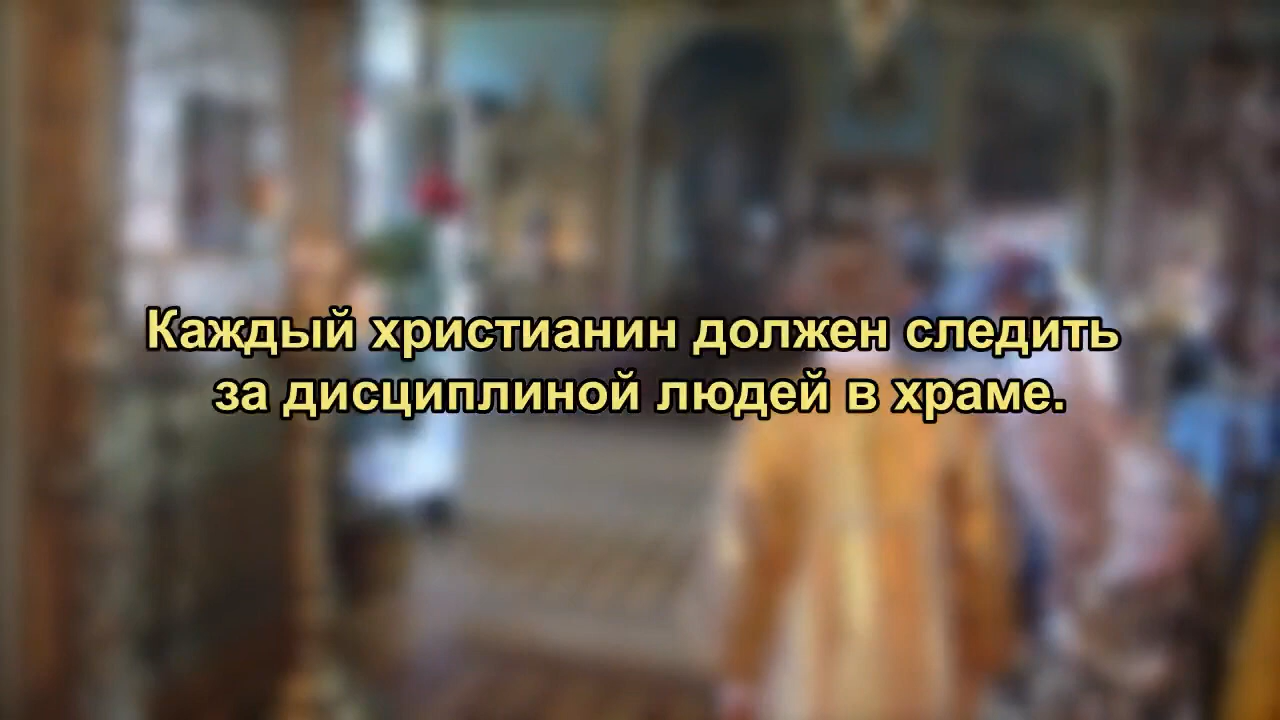 Каждый христианин должен следить
за дисциплиной людей в храме.